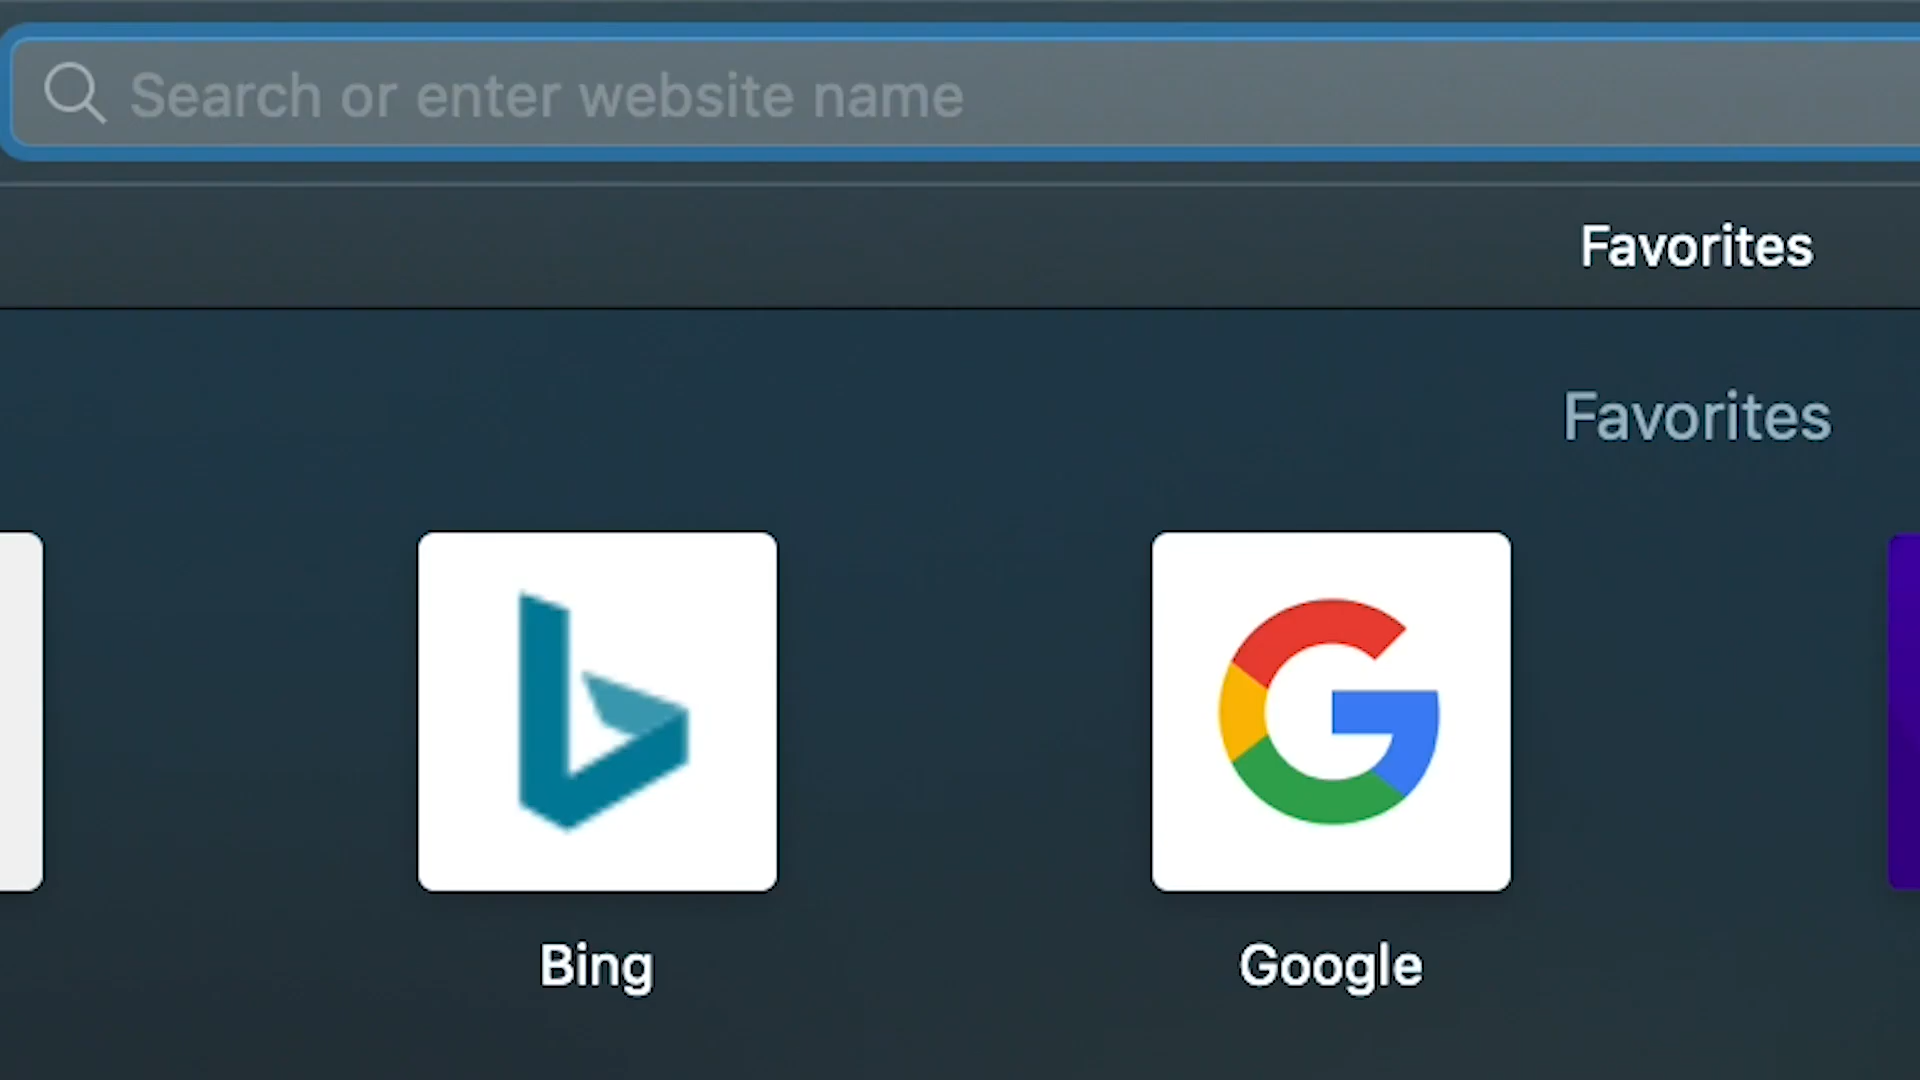 Search or enter website name
Favorites
Favorites
Bing
Google